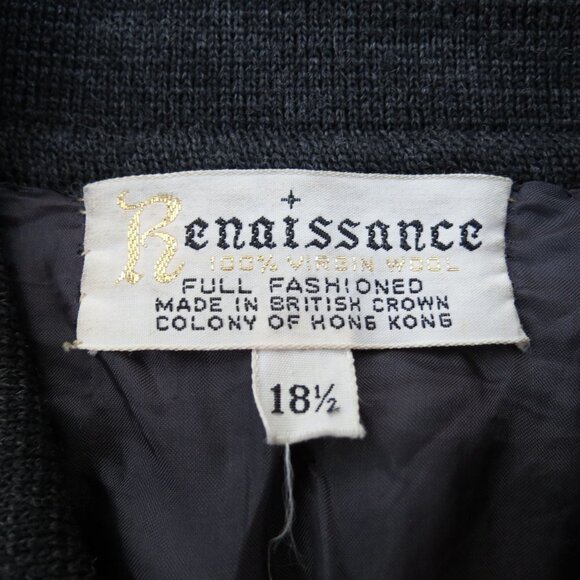 Renaissance
100% VIRGIN WOOL
FULL FASHIONED
MADE IN BRITISH CROWN
COLONY OF HONG KONG
18½